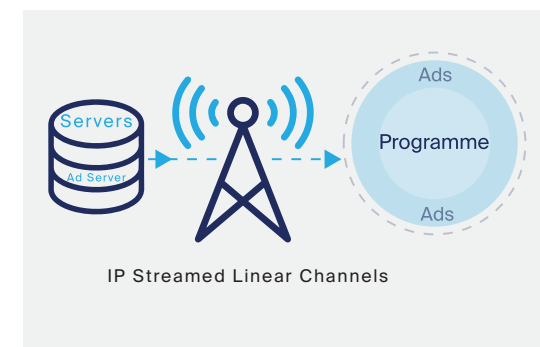 Servers
Ad Server
Ads
Programme
Ads
IP Streamed Linear Channels